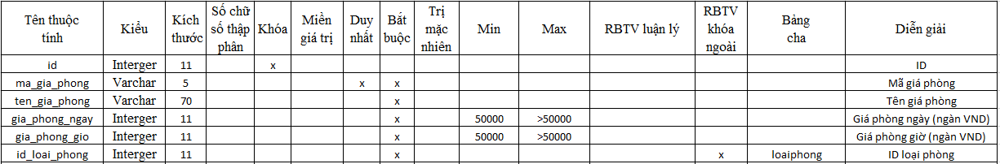 Tên thuộc tính Kiểu Kích thước Số chữ số thập phân Khóa Miền giá trị Duy nhất Bắt buộc Trị mặc nhiên Min Max RBTV luận lý RBTV khóa ngoài Bảng cha Diễn giải
id Interger 11 x ID
ma_gia_phong Varchar 5 x x Mã giá phòng
ten_gia_phong Varchar 70 x Tên giá phòng
gia_phong_ngay Interger 11 x 50000 >50000 Giá phòng ngày (ngàn VND)
gia_phong_gio Interger 11 x 50000 >50000 Giá phòng giờ (ngàn VND)
id_loai_phong Interger 11 x x loaiphong ID loại phòng